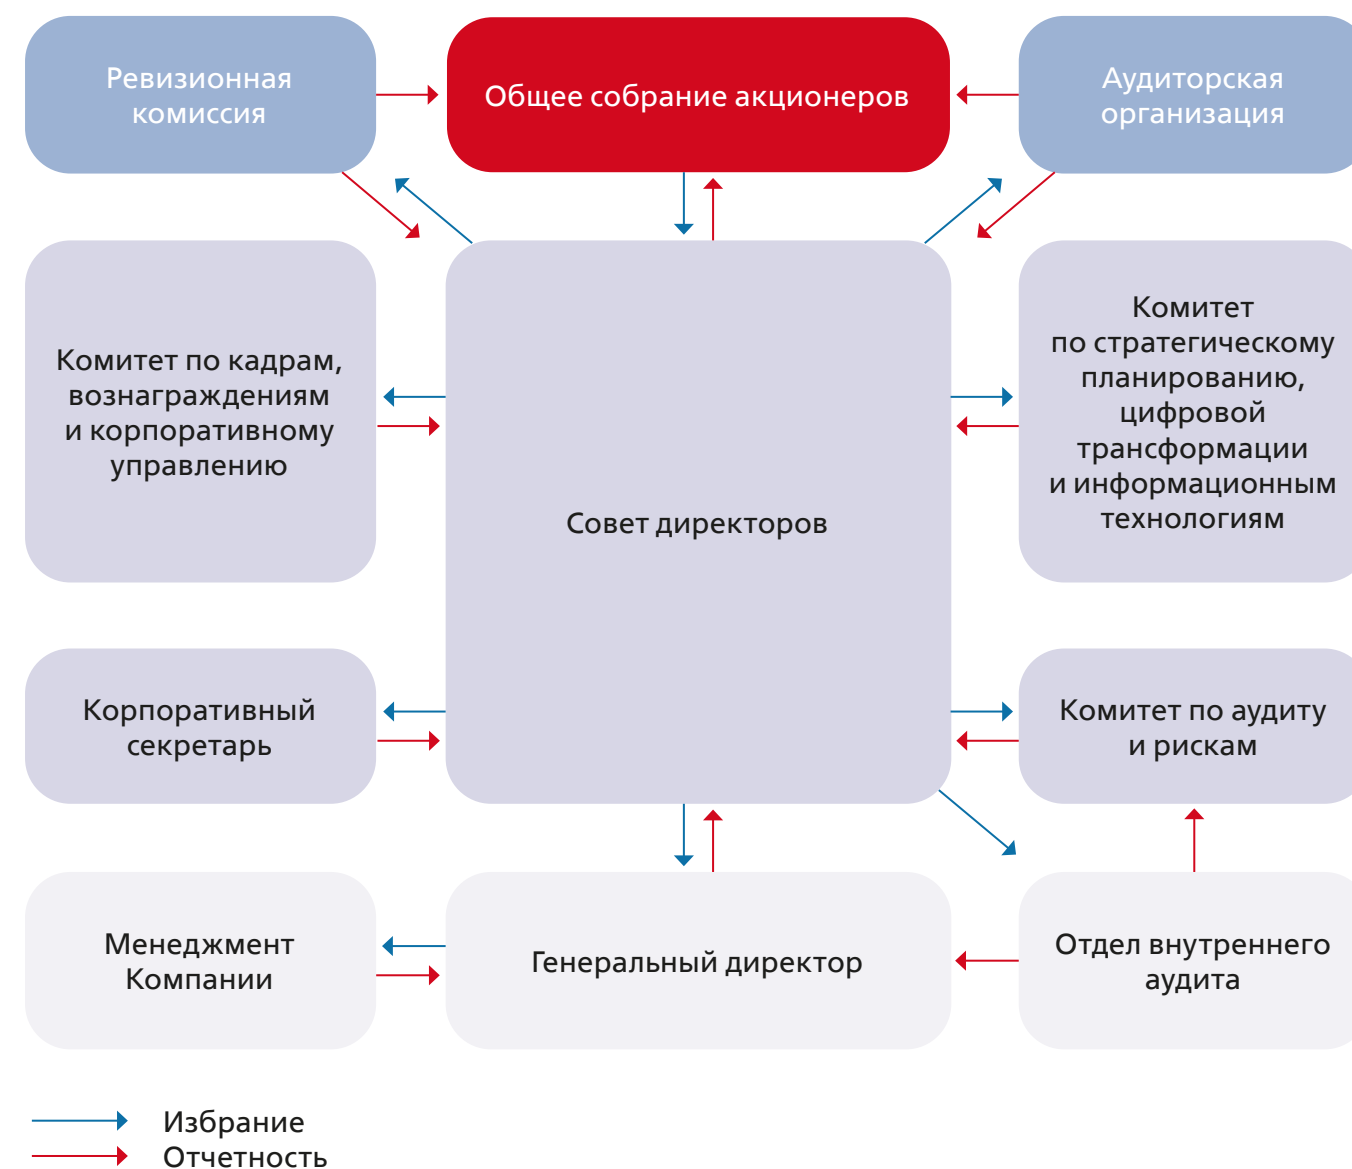 Ревизионная
комиссия
Общее собрание акционеров
Аудиторская
организация
Комитет по кадрам,
вознаграждениям
и корпоративному
управлению
Совет директоров
Комитет
по стратегическому
планированию,
цифровой
трансформации
и информационным
технологиям
Корпоративный
секретарь
Комитет по аудиту
и рискам
Менеджмент
Компании
Генеральный директор
Отдел внутреннего
аудита
Избрание
Отчетность